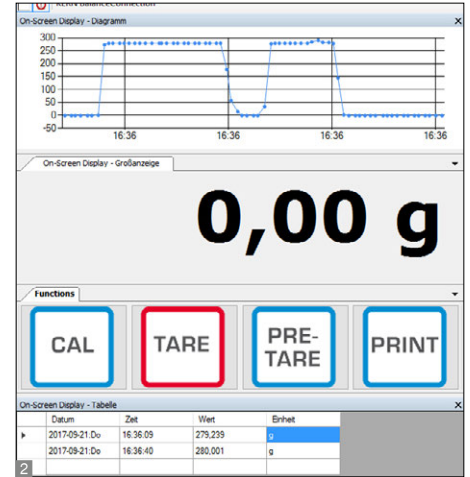 KERN BalanceConnection
On-Screen Display - Diagramm x
300
250
200
150
100
50
0
-50
16:36 16:36 16:36 16:36
On-Screen Display - Großanzeige
0,00 g
Functions
CAL TARE PRE-TARE PRINT
On-Screen Display - Tabelle x
Datum Zeit Wert Einheit
2017-09-21:Do 16:36:09 279,239 g
2017-09-21:Do 16:36:40 280,001 g
2